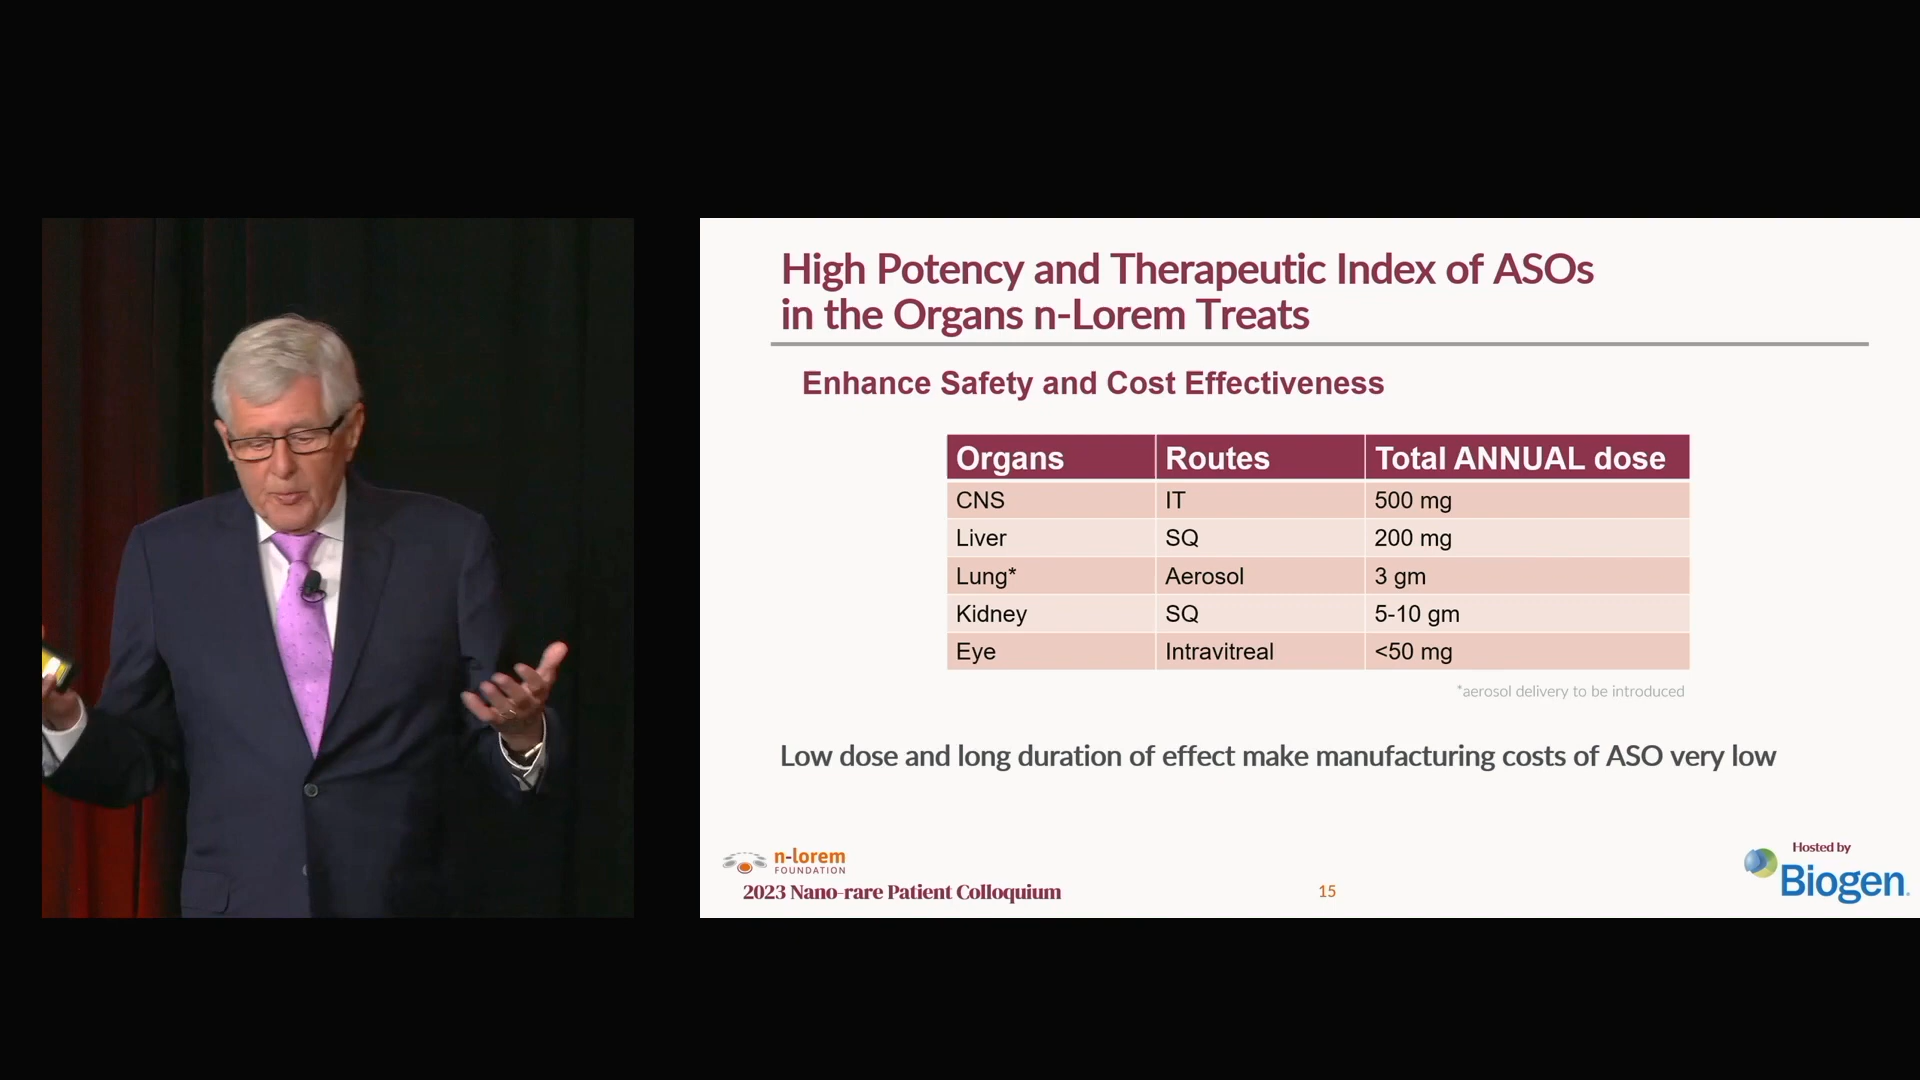 High Potency and Therapeutic Index of ASOs
in the Organs n-Lorem Treats
Enhance Safety and Cost Effectiveness
Organs Routes Total ANNUAL dose
CNS IT 500 mg
Liver SQ 200 mg
Lung* Aerosol 3 gm
Kidney SQ 5-10 gm
Eye Intravitreal <50 mg
*aerosol delivery to be introduced
Low dose and long duration of effect make manufacturing costs of ASO very low
n-lorem
FOUNDATION
2023 Nano-rare Patient Colloquium
15
Hosted by
Biogen.